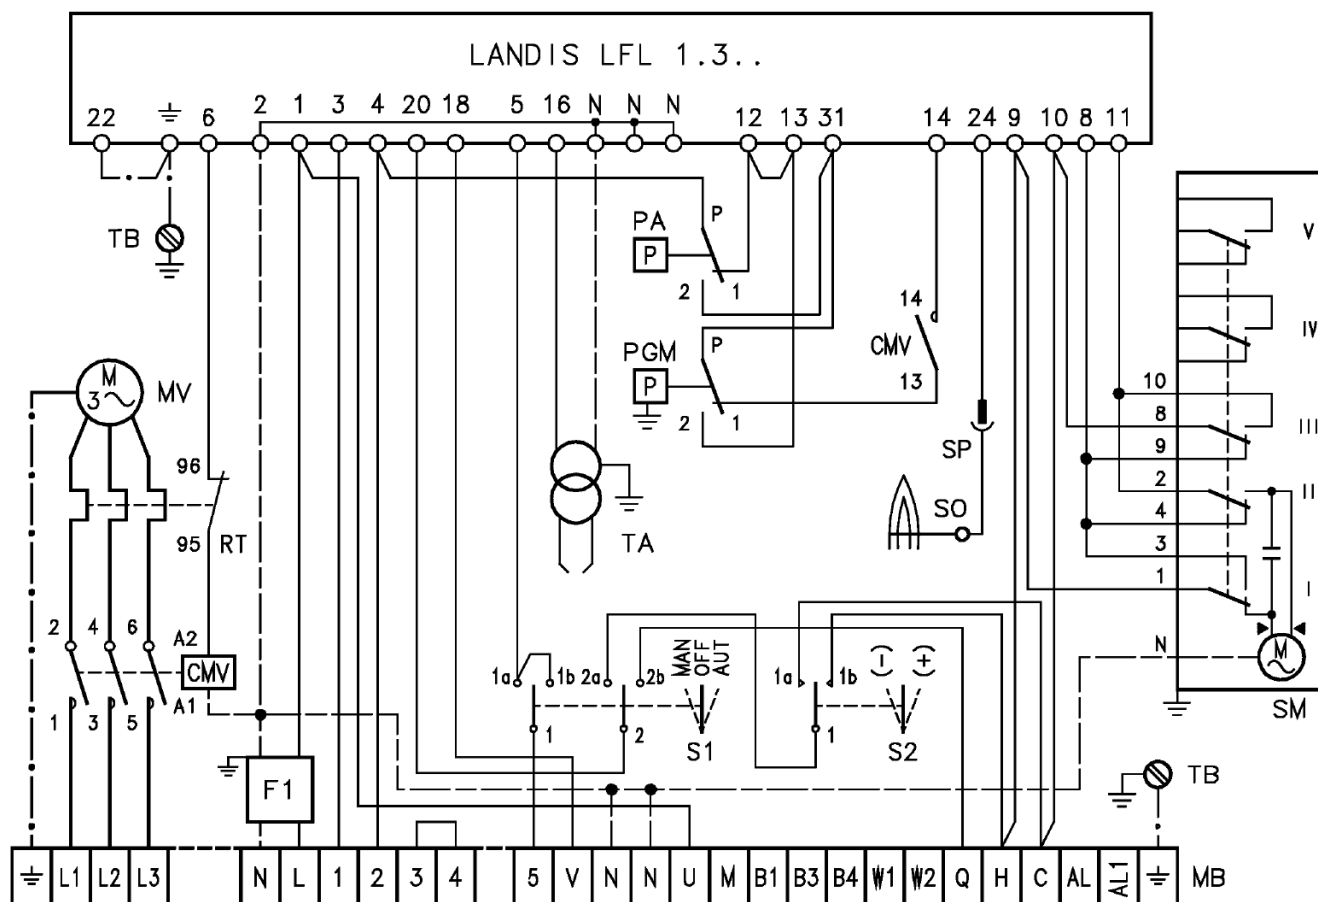 LANDIS LFL 1.3..
22 6 2 1 3 4 20 18 5 16 N N N 12 13 31 14 24 9 10 8 11
TB
PA P P
2 1
V
14
CMV
13
IV
PGM P P
2 1
M
3
MV
10
8
9
III
SP
96
2
4
II
SO
95 RT
TA
3
1
I
2 4 6 A2
CMV
A1
1 3 5
1a 1b 2a 2b
MAN
OFF
AUT
1a 1b
(-) (+)
N
M
SM
1 2 S1
1 S2
F1
TB
L1 L2 L3 N L 1 2 3 4 5 V N N U M B1 B3 B4 W1 W2 Q H C AL AL1 MB